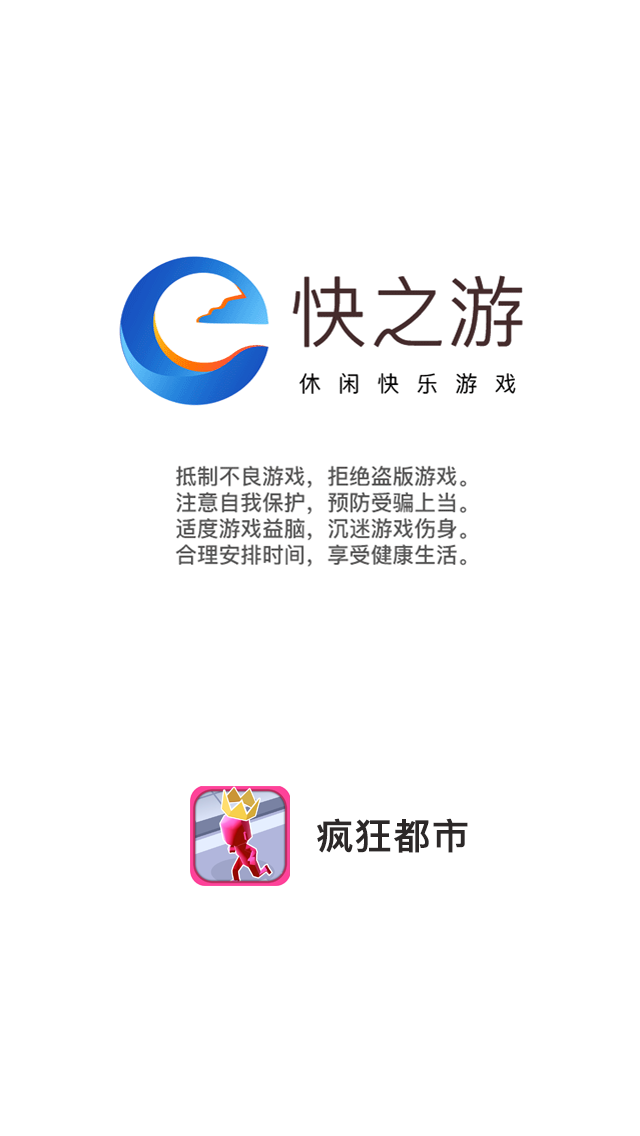 快之游
休闲快乐游戏
抵制不良游戏，拒绝盗版游戏。
注意自我保护，预防受骗上当。
适度游戏益脑，沉迷游戏伤身。
合理安排时间，享受健康生活。
疯狂都市